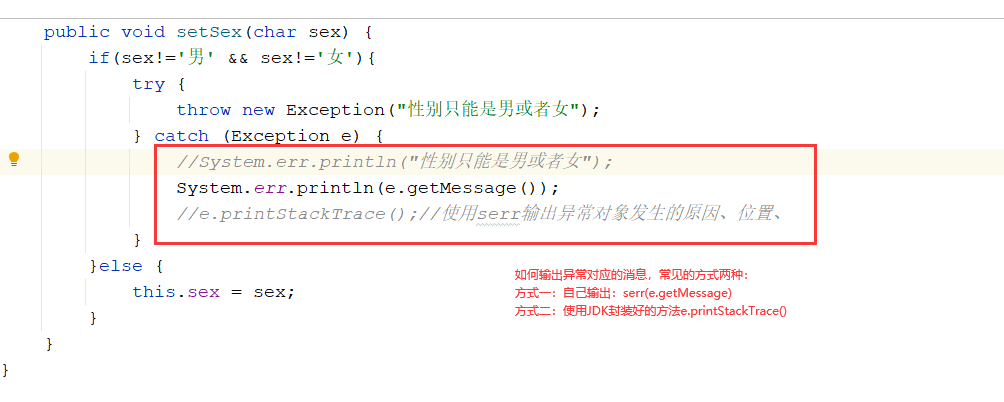 public void setSex(char sex) {
if(sex!='男' && sex!='女'){
try {
throw new Exception("性别只能是男或者女");
} catch (Exception e) {
//System.err.println("性别只能是男或者女");
System.err.println(e.getMessage());
//e.printStackTrace();//使用serr输出异常对象发生的原因、位置、
}
}else {
this.sex = sex;
}
}
}
如何输出异常对应的消息，常见的方式两种：
方式一：自己输出：serr(e.getMessage)
方式二：使用JDK封装好的方法e.printStackTrace()